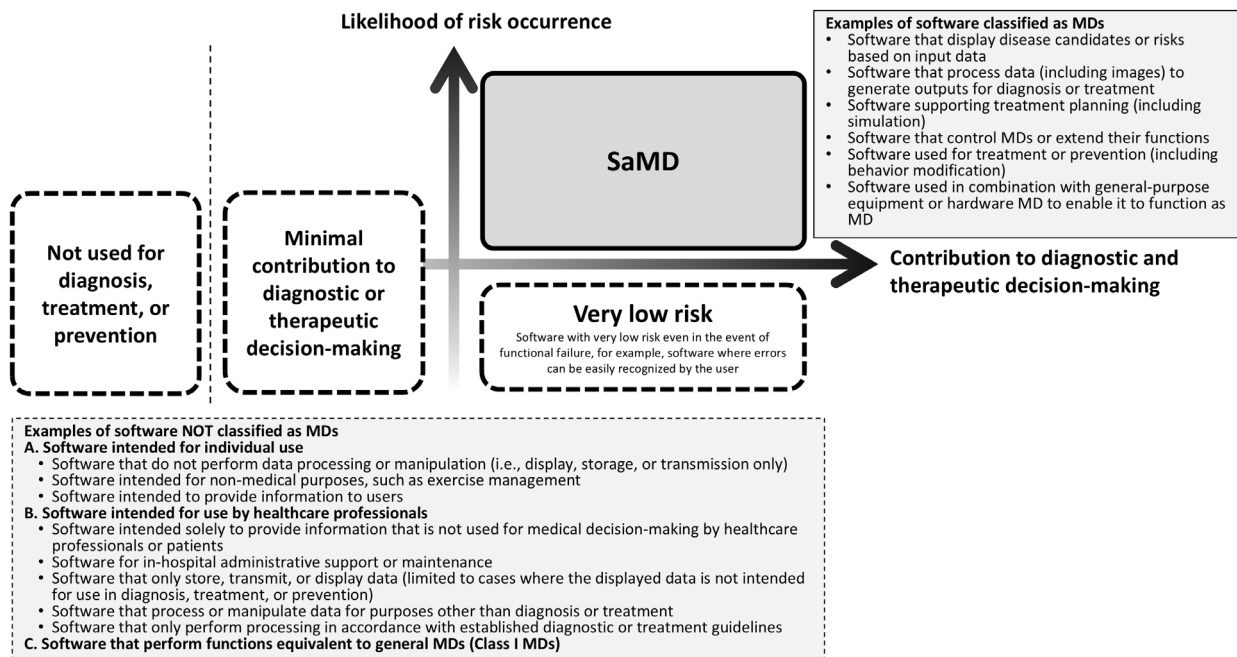 Likelihood of risk occurrence
Examples of software classified as MDs
• Software that display disease candidates or risks
based on input data
• Software that process data (including images) to
generate outputs for diagnosis or treatment
• Software supporting treatment planning (including
simulation)
• Software that control MDs or extend their functions
• Software used for treatment or prevention (including
behavior modification)
• Software used in combination with general-purpose
equipment or hardware MD to enable it to function as
MD
SaMD
Not used for
diagnosis,
treatment, or
prevention
Minimal
contribution to
diagnostic or
therapeutic
decision-making
Contribution to diagnostic and
therapeutic decision-making
Very low risk
Software with very low risk even in the event of
functional failure, for example, software where errors
can be easily recognized by the user
Examples of software NOT classified as MDs
A. Software intended for individual use
• Software that do not perform data processing or manipulation (i.e., display, storage, or transmission only)
• Software intended for non-medical purposes, such as exercise management
• Software intended to provide information to users
B. Software intended for use by healthcare professionals
• Software intended solely to provide information that is not used for medical decision-making by healthcare
professionals or patients
• Software for in-hospital administrative support or maintenance
• Software that only store, transmit, or display data (limited to cases where the displayed data is not intended
for use in diagnosis, treatment, or prevention)
• Software that process or manipulate data for purposes other than diagnosis or treatment
• Software that only perform processing in accordance with established diagnostic or treatment guidelines
C. Software that perform functions equivalent to general MDs (Class I MDs)